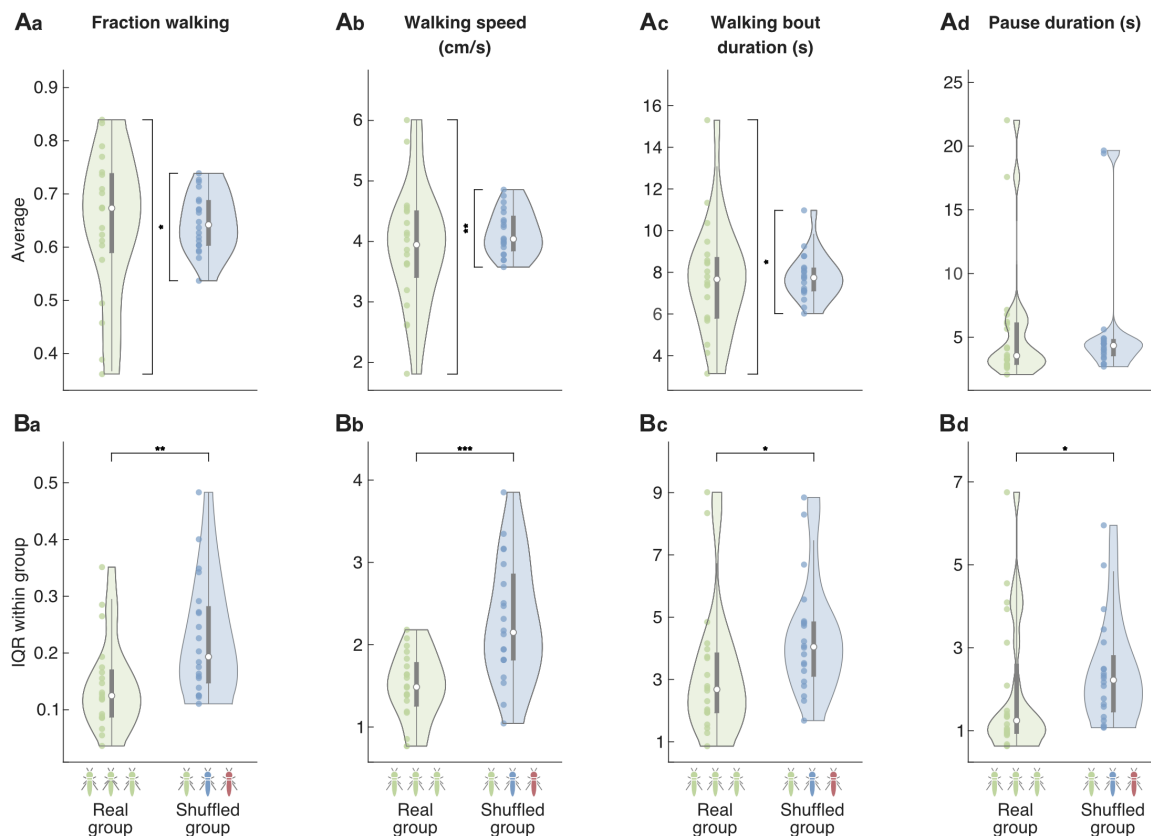 Aa Fraction walking
Ab Walking speed
(cm/s)
Ac Walking bout
duration (s)
Ad Pause duration (s)
Average
0.9
0.8
0.7
0.6
0.5
0.4
*
6
5
4
3
2
**
16
14
12
10
8
6
4
*
25
20
15
10
5
Ba
Bb
Bc
Bd
IQR within group
0.5
0.4
0.3
0.2
0.1
**
4
3
2
1
***
9
7
5
3
1
*
7
5
3
1
*
Real
group
Shuffled
group
Real
group
Shuffled
group
Real
group
Shuffled
group
Real
group
Shuffled
group